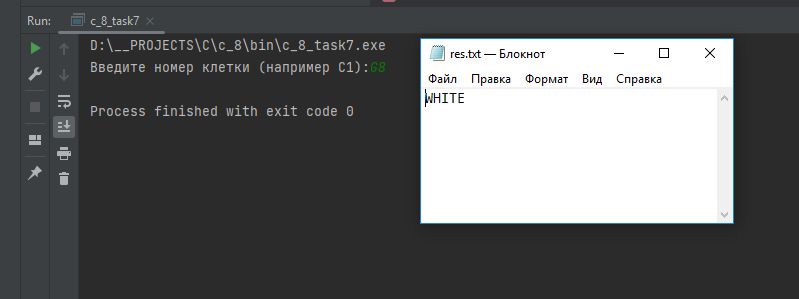 Run: c_8_task7
D:\__PROJECTS\C\c_8\bin\c_8_task7.exe
Введите номер клетки (например C1):G8
Process finished with exit code 0
res.txt — Блокнот
Файл Правка Формат Вид Справка
WHITE